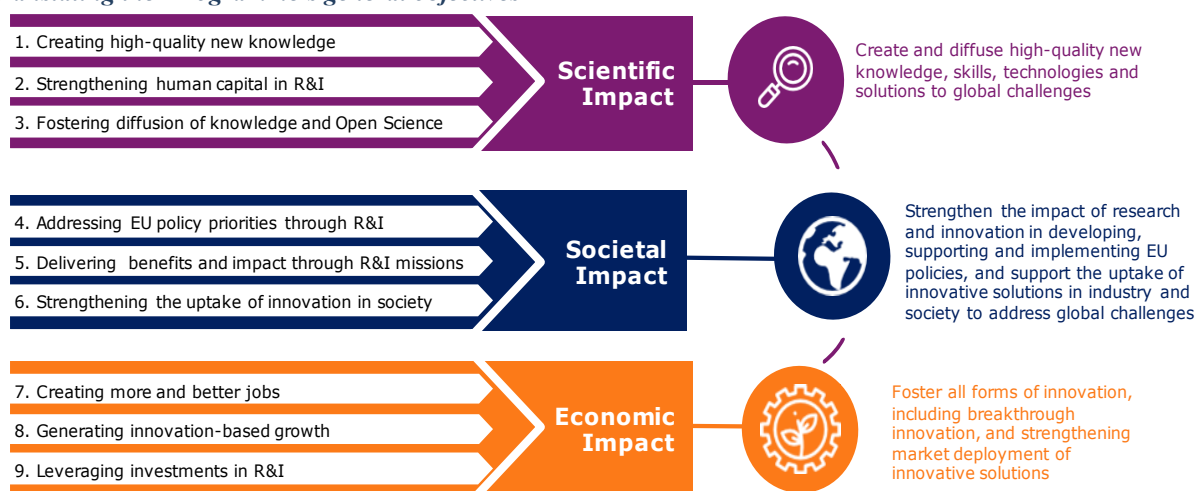 1. Creating high-quality new knowledge
2. Strengthening human capital in R&I
3. Fostering diffusion of knowledge and Open Science
Scientific
Impact
Create and diffuse high-quality new
knowledge, skills, technologies and
solutions to global challenges
4. Addressing EU policy priorities through R&I
5. Delivering benefits and impact through R&I missions
6. Strengthening the uptake of innovation in society
Societal
Impact
Strengthen the impact of research
and innovation in developing,
supporting and implementing EU
policies, and support the uptake of
innovative solutions in industry and
society to address global challenges
7. Creating more and better jobs
8. Generating innovation-based growth
9. Leveraging investments in R&I
Economic
Impact
Foster all forms of innovation,
including breakthrough
innovation, and strengthening
market deployment of
innovative solutions